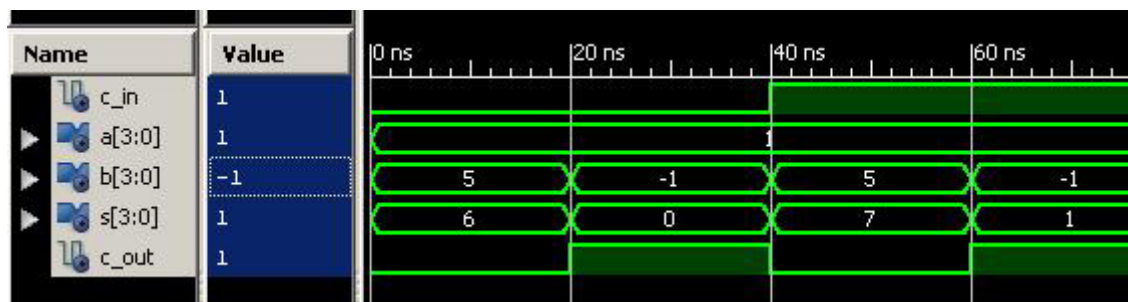 Name Value 0 ns 20 ns 40 ns 60 ns
c_in 1
a[3:0] 1 1
b[3:0] -1 5 -1 5 -1
s[3:0] 1 6 0 7 1
c_out 1